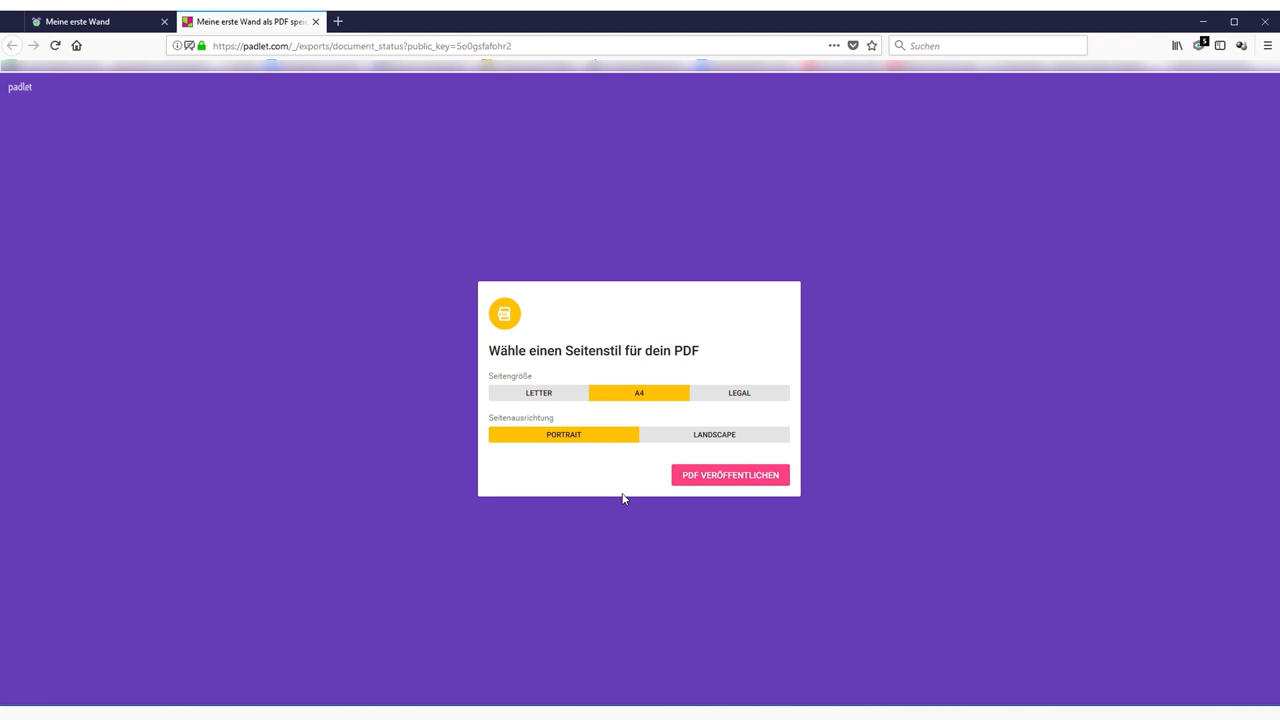 Meine erste Wand
Meine erste Wand als PDF spei
https://padlet.com/_/exports/document_status?public_key=5o0gsfafohr2
Suchen
5
padlet
Wähle einen Seitenstil für dein PDF
Seitengröße
LETTER A4 LEGAL
Seitenausrichtung
PORTRAIT LANDSCAPE
PDF VERÖFFENTLICHEN